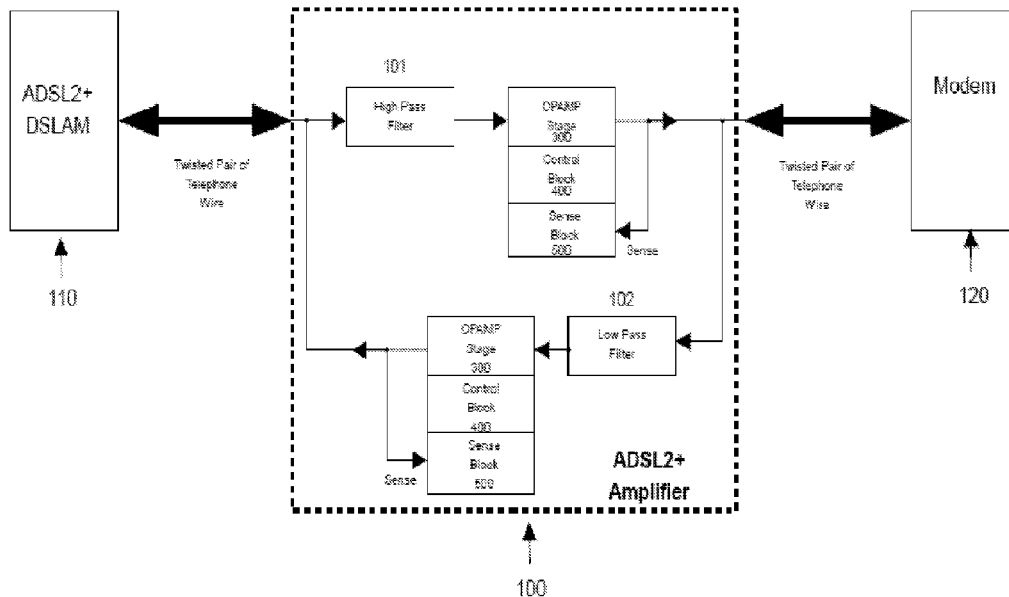 ADSL2+
DSLAM
110
Twisted Pair of
Telephone
Wire
101
High Pass
Filter
OPAMP
Stage
300
Control
Block
400
Sense
Block
500
Sense
Twisted Pair of
Telephone
Wire
Modem
120
102
Low Pass
Filter
OPAMP
Stage
300
Control
Block
400
Sense
Block
500
Sense
ADSL2+
Amplifier
100